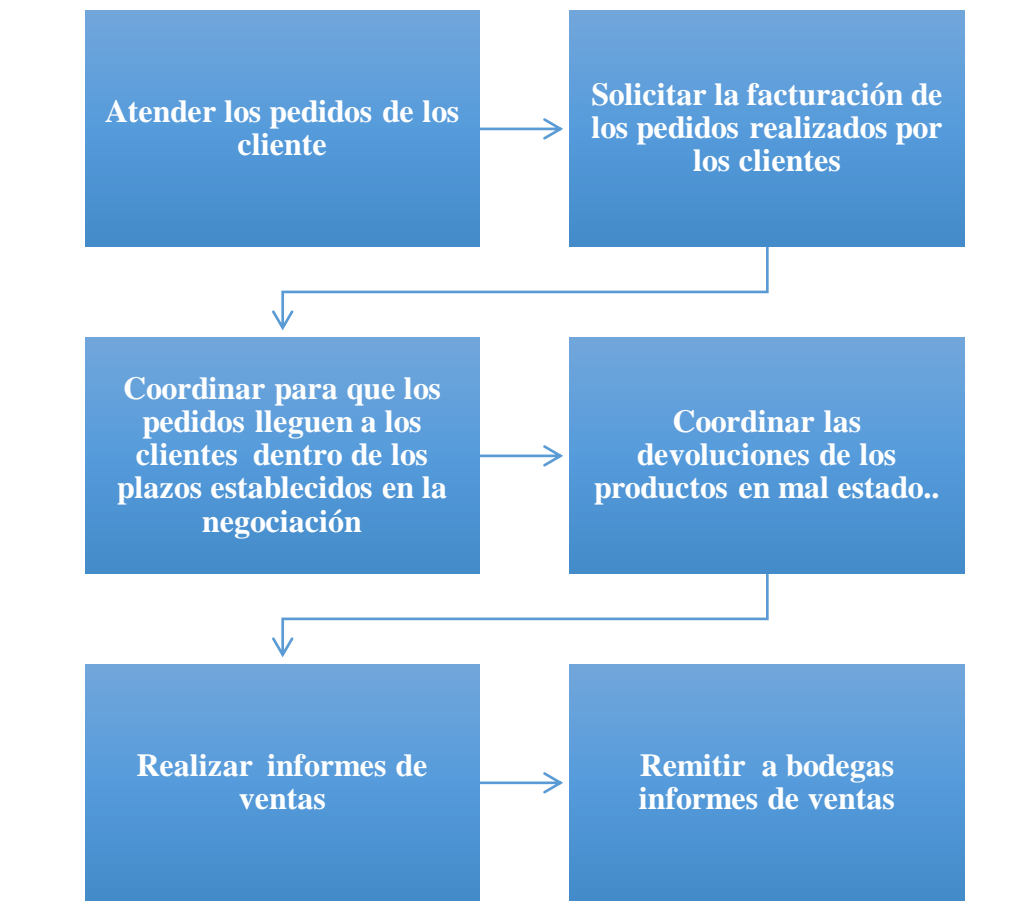 Atender los pedidos de los
cliente
Solicitar la facturación de
los pedidos realizados por
los clientes
Coordinar para que los
pedidos lleguen a los
clientes dentro de los
plazos establecidos en la
negociación
Coordinar las
devoluciones de los
productos en mal estado..
Realizar informes de
ventas
Remitir a bodegas
informes de ventas